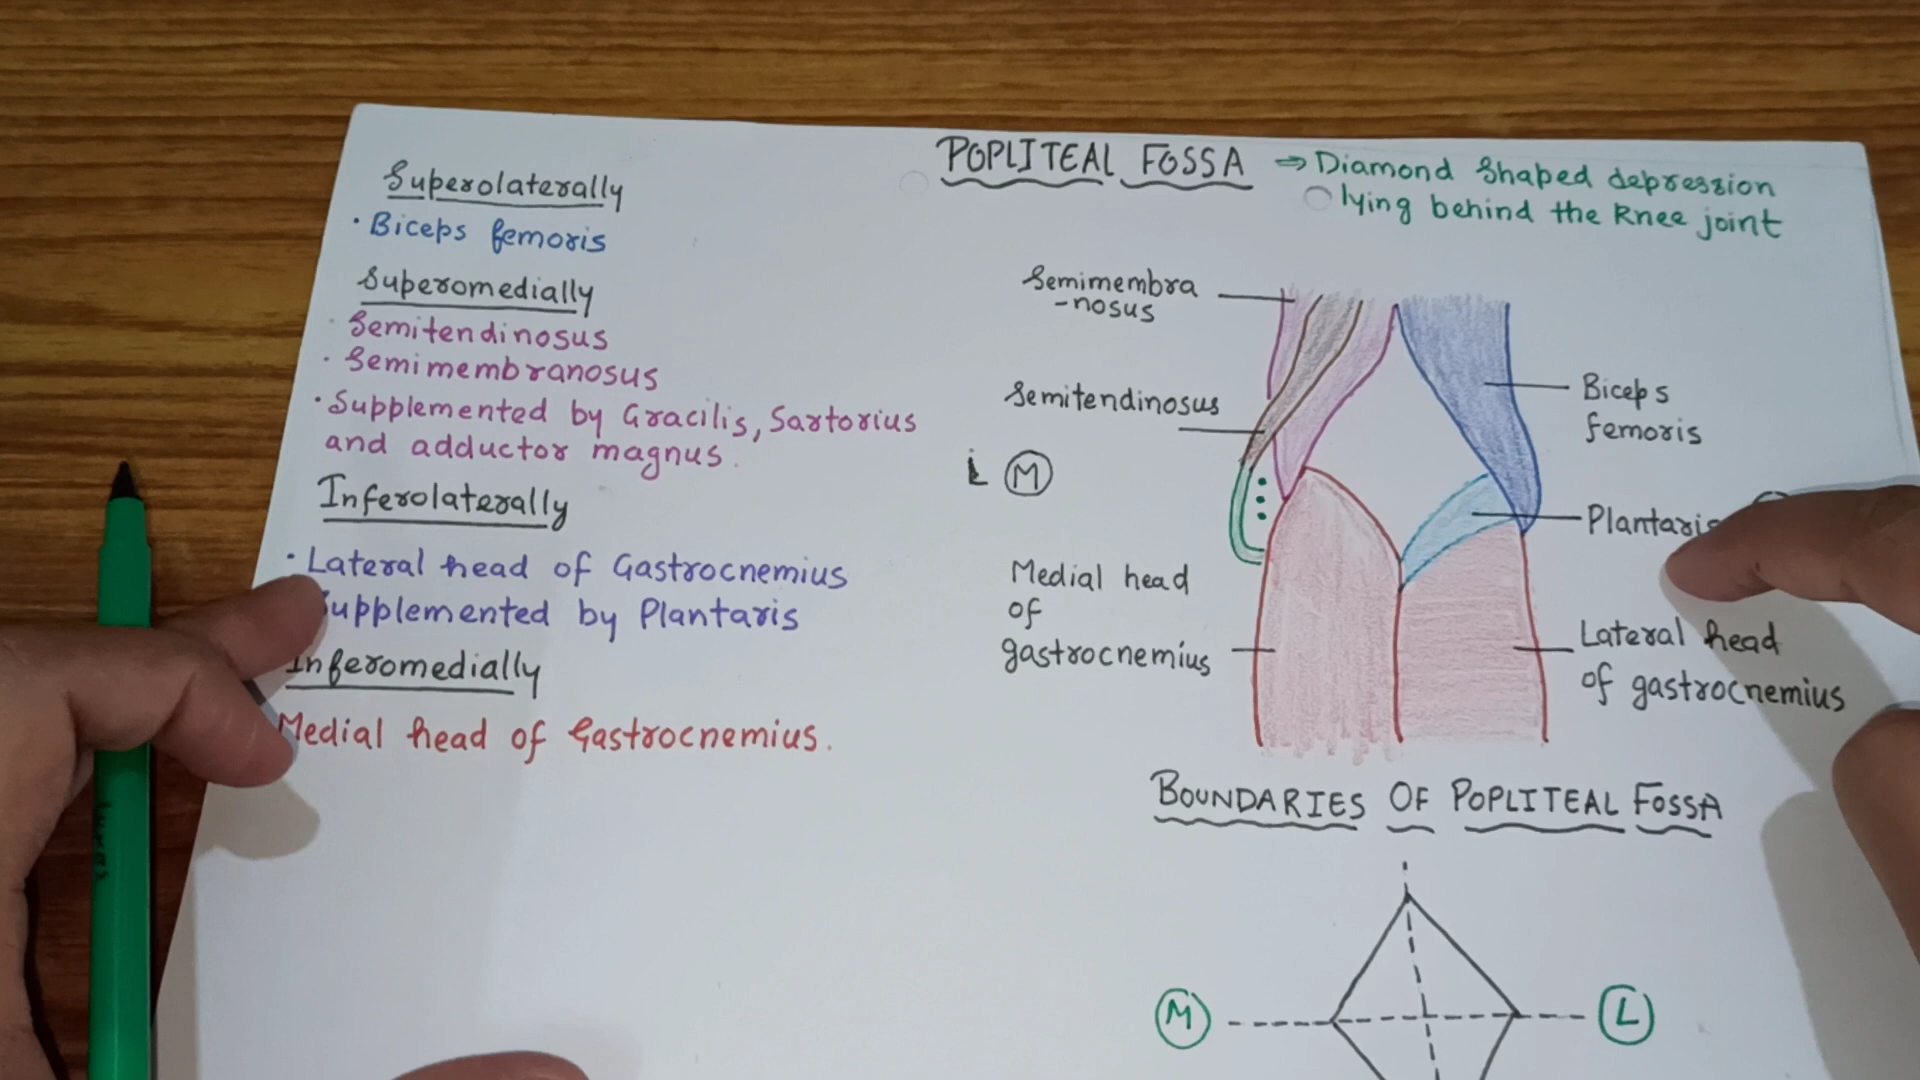 POPLITEAL FOSSA ⇒ Diamond Shaped depression
lying behind the Knee joint
Superolaterally
· Biceps femoris
Superomedially
· Semitendinosus
· Semimembranosus
· Supplemented by Gracilis, Sartorius
and adductor magnus.
Inferolaterally
· Lateral head of Gastrocnemius
Supplemented by Plantaris
Inferomedially
Medial head of Gastrocnemius.
Semimembra
-nosus
Semitendinosus
M
Medial head
of
gastrocnemius
Biceps
femoris
Plantaris
Lateral head
of gastrocnemius
BOUNDARIES OF POPLITEAL FOSSA
M
L